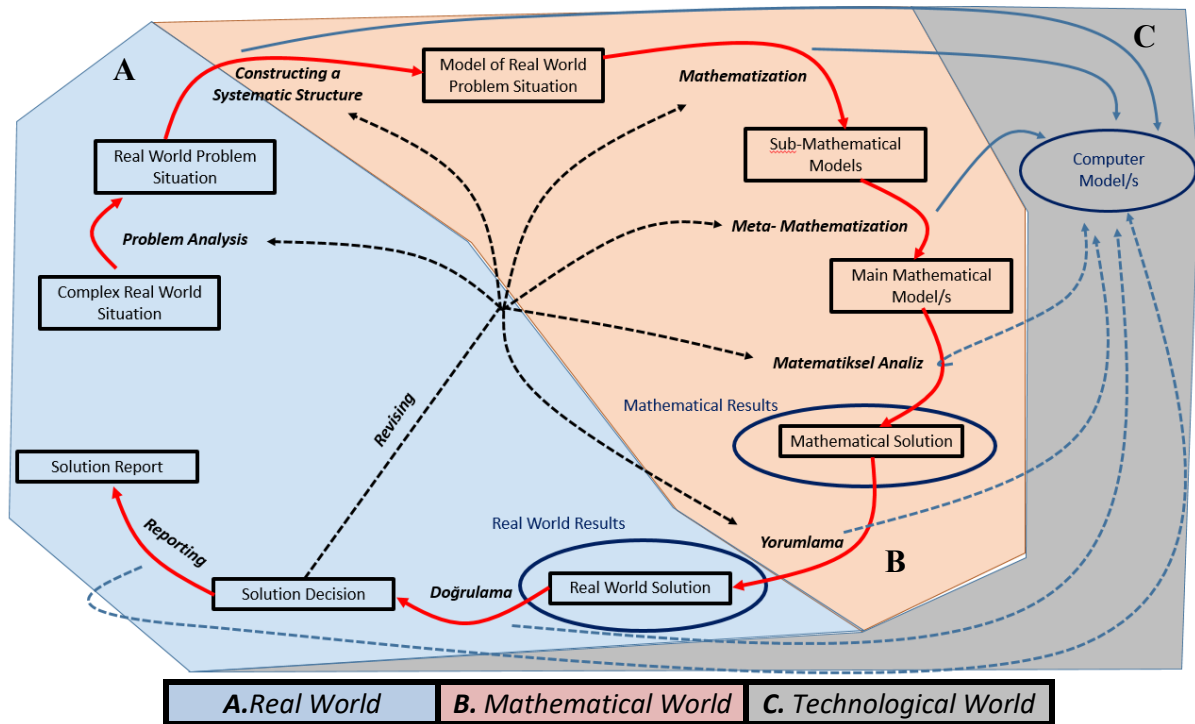 A
C
Constructing a
Systematic Structure
Model of Real World
Problem Situation
Mathematization
Real World Problem
Situation
Sub-Mathematical
Models
Computer
Model/s
Problem Analysis
Meta- Mathematization
Complex Real World
Situation
Main Mathematical
Model/s
Matematiksel Analiz
Revising
Mathematical Results
Mathematical Solution
Solution Report
Reporting
Real World Results
Yorumlama
B
Solution Decision
Doğrulama
Real World Solution
A.Real World
B. Mathematical World
C. Technological World